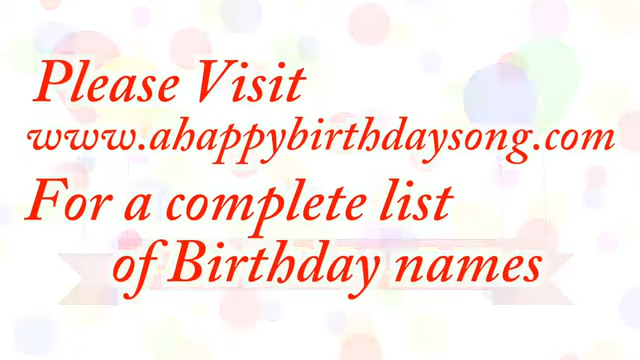 Please Visit
www.ahappybirthdaysong.com
For a complete list
of Birthday names